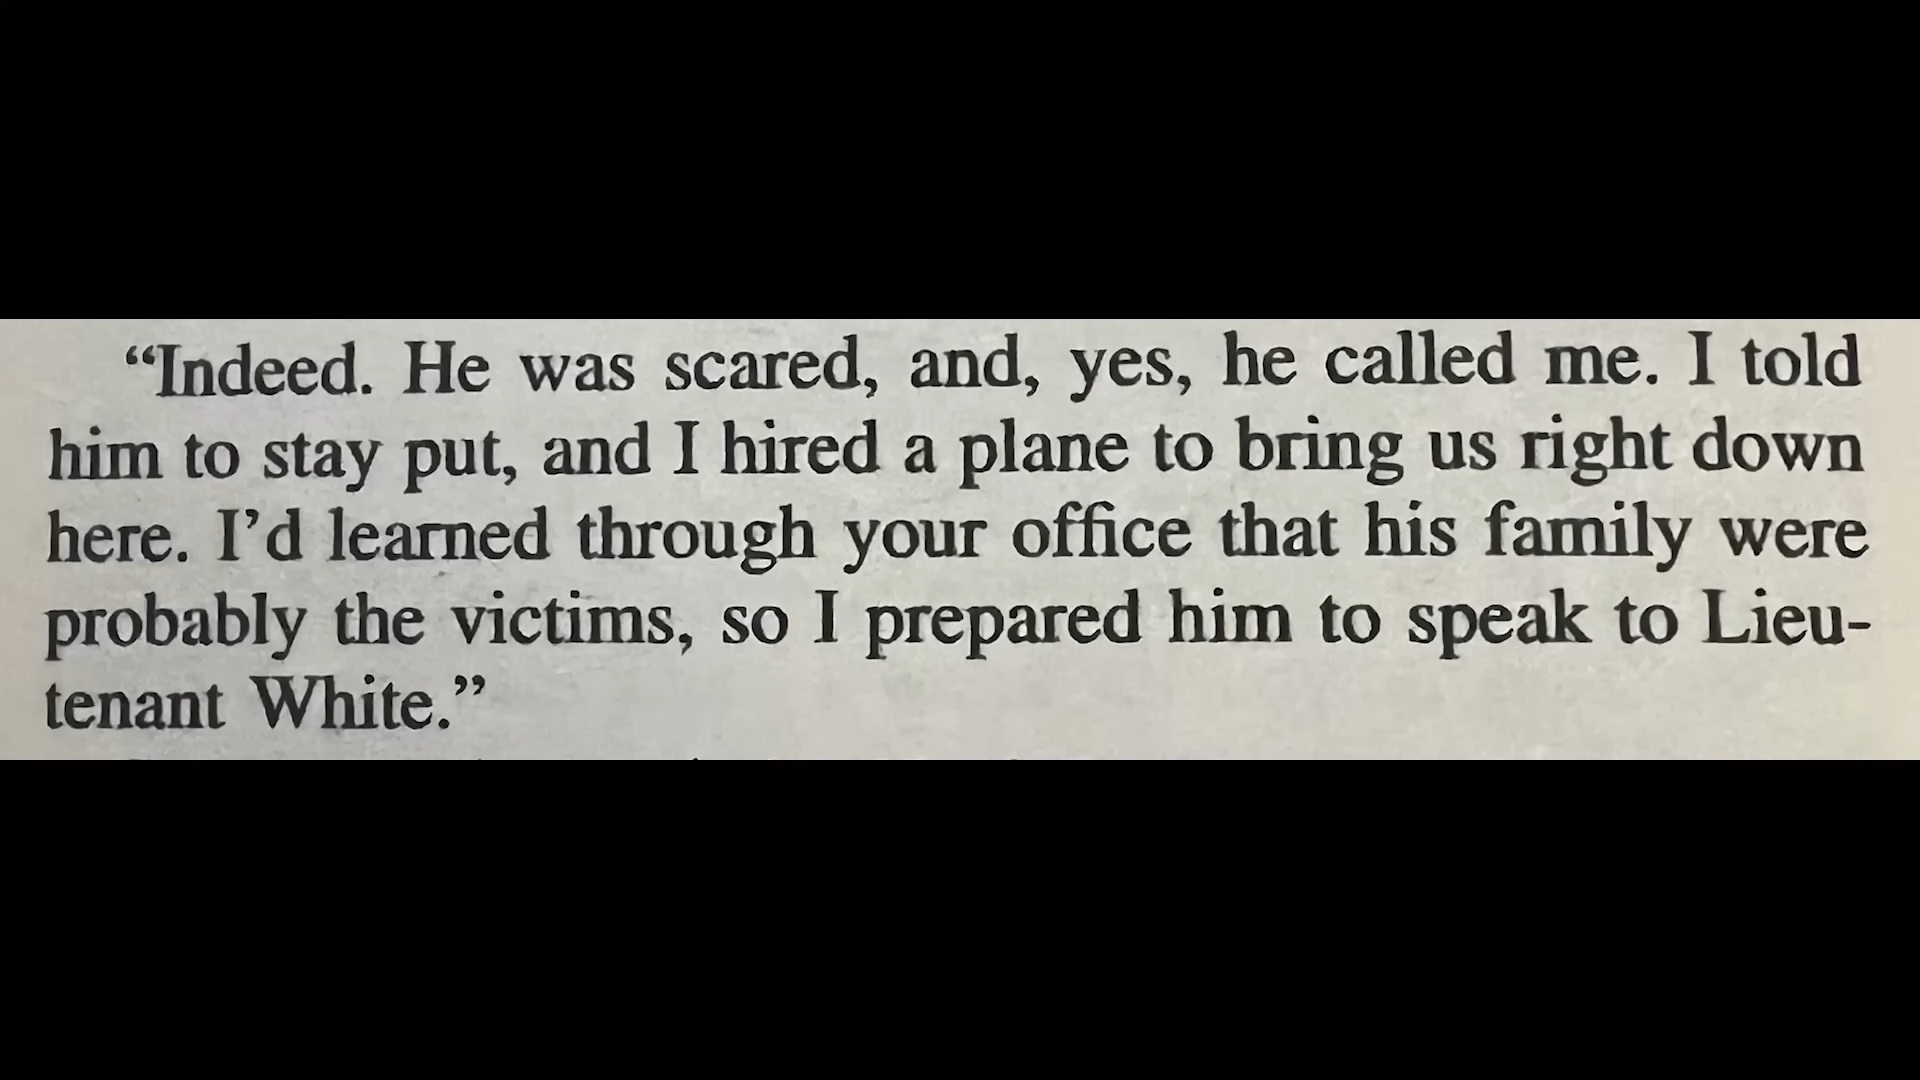 “Indeed. He was scared, and, yes, he called me. I told
him to stay put, and I hired a plane to bring us right down
here. I’d learned through your office that his family were
probably the victims, so I prepared him to speak to Lieu-
tenant White.”